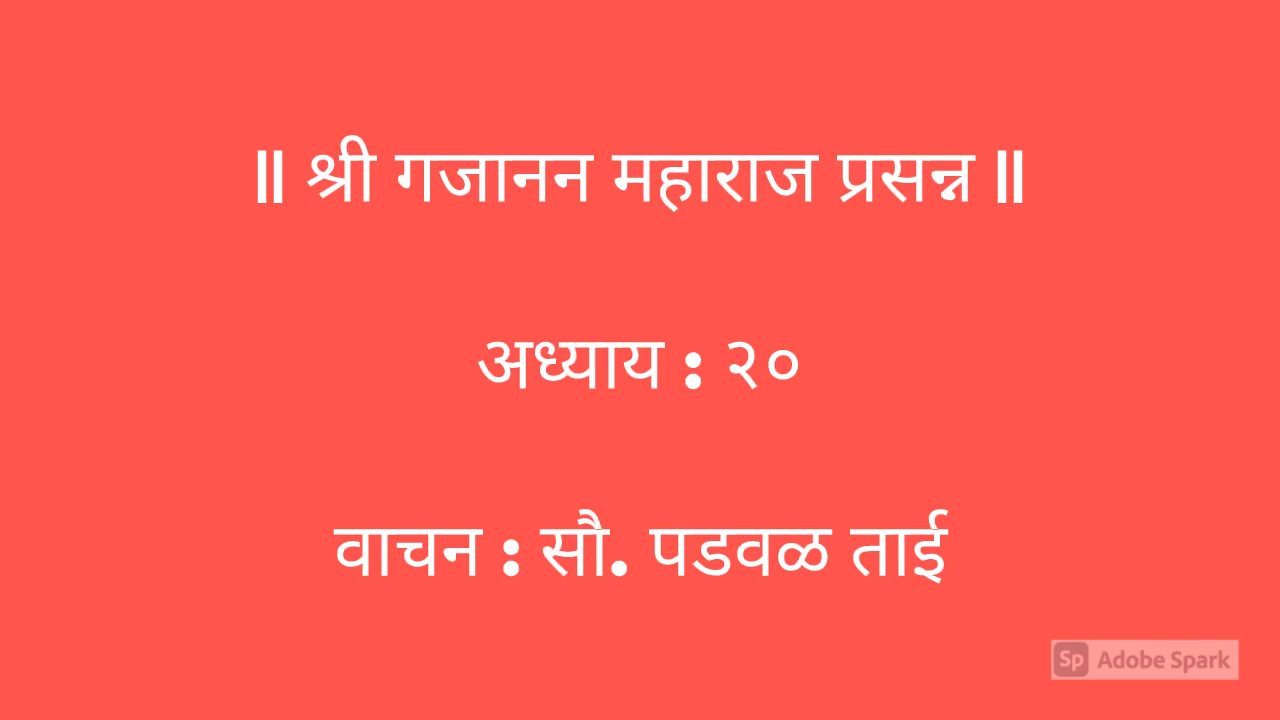 ॥ श्री गजानन महाराज प्रसन्न ॥
अध्याय : २०
वाचन : सौ. पडवळ ताई
Sp Adobe Spark